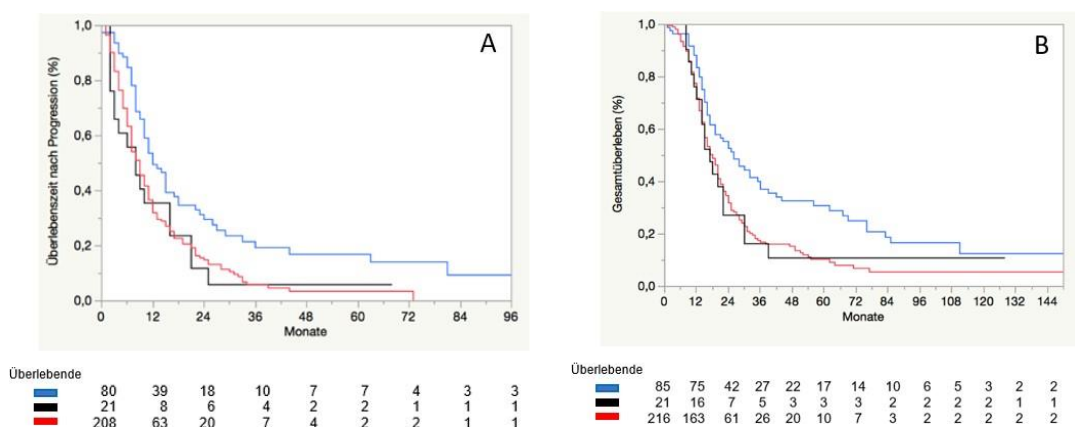 A
1,0
0,8
0,6
0,4
0,2
0,0
Überlebenszeit nach Progression (%)
0 12 24 36 48 60 72 84 96
Monate
Überlebende
80 39 18 10 7 7 4 3 3
21 8 6 4 2 2 1 1 1
208 63 20 7 4 2 2 1 1
B
1,0
0,8
0,6
0,4
0,2
0,0
Gesamtüberleben (%)
0 12 24 36 48 60 72 84 96 108 120 132 144
Monate
Überlebende
85 75 42 27 22 17 14 10 6 5 3 2 2
21 16 7 5 3 3 3 2 2 2 2 1 1
216 163 61 26 20 10 7 3 2 2 2 2 2